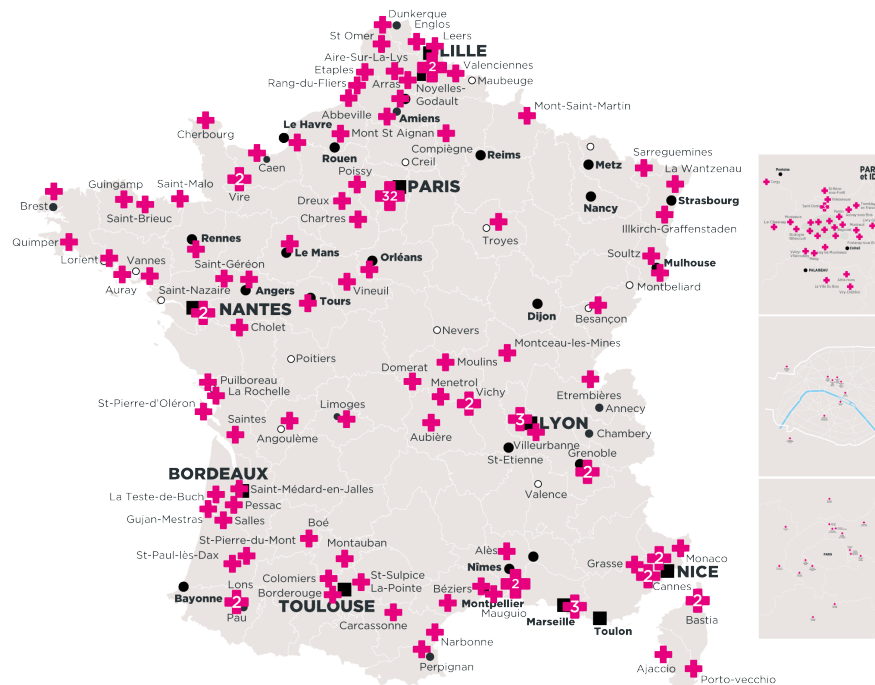 Dunkerque
Englos
St Omer
Leers
LILLE
2
Aire-Sur-La-Lys
Valenciennes
Etaples
Maubeuge
Rang-du-Fliers
Arras
Noyelles-
Godault
Abbeville
Amiens
Mont-Saint-Martin
Cherbourg
Le Havre
Mont St Aignan
Compiègne
Caen
Rouen
Creil
Reims
Metz
Sarreguemines
La Wantzenau
Poissy
PARIS
32
Vire
2
Guingamp
Saint-Malo
Dreux
Nancy
Strasbourg
Brest
Saint-Brieuc
Chartres
Troyes
Illkirch-Graffenstaden
Quimper
Rennes
Le Mans
Orléans
Soultz
Mulhouse
Lorient
Vannes
Saint-Géréon
Auray
Saint-Nazaire
Angers
Tours
Vineuil
Montbeliard
NANTES
2
Dijon
Besançon
Cholet
Nevers
Montceau-les-Mines
Poitiers
Domerat
Moulins
Puilboreau
La Rochelle
Menetrol
Vichy
2
Etrembières
Annecy
St-Pierre-d'Oléron
Saintes
Limoges
3
LYON
Angoulème
Aubière
Villeurbanne
Chambery
St-Etienne
Grenoble
2
BORDEAUX
Saint-Médard-en-Jalles
Valence
La Teste-de-Buch
Pessac
Gujan-Mestras
Salles
Boé
St-Pierre-du-Mont
Montauban
St-Paul-lès-Dax
Alès
Monaco
Nîmes
Grasse
2
NICE
2
Cannes
Lons
Colomiers
St-Sulpice
La-Pointe
Béziers
2
Bayonne
2
Borderouge
TOULOUSE
Montpellier
Mauguio
Marseille
3
2
Bastia
Pau
Carcassonne
Toulon
Narbonne
Perpignan
Ajaccio
Porto-vecchio
PAR
et ID
PALAISEAU
PARIS